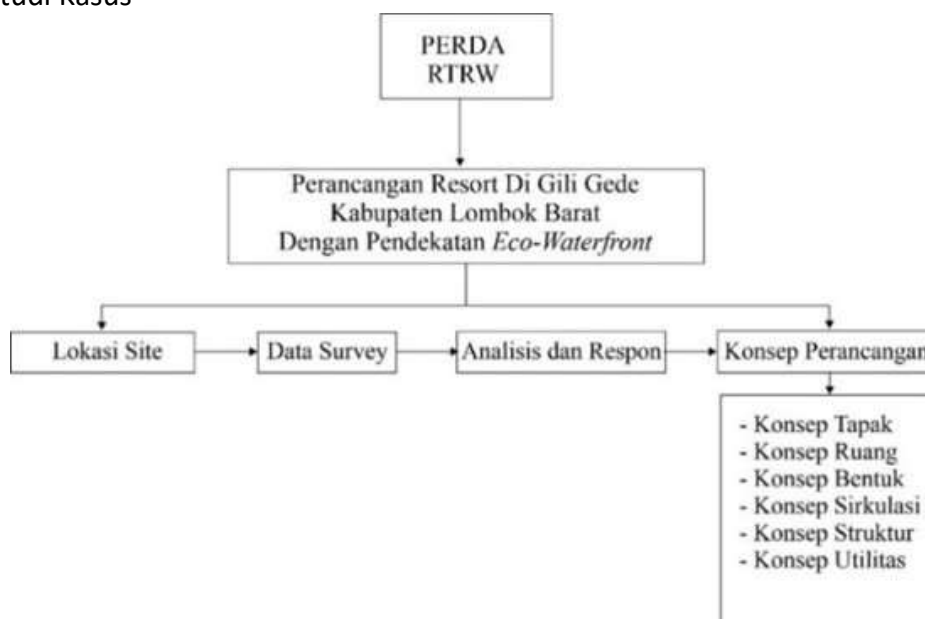 Kasus
PERDA
RTRW
Perancangan Resort Di Gili Gede
Kabupaten Lombok Barat
Dengan Pendekatan Eco-Waterfront
Lokasi Site
Data Survey
Analisis dan Respon
Konsep Perancangan
- Konsep Tapak
- Konsep Ruang
- Konsep Bentuk
- Konsep Sirkulasi
- Konsep Struktur
- Konsep Utilitas